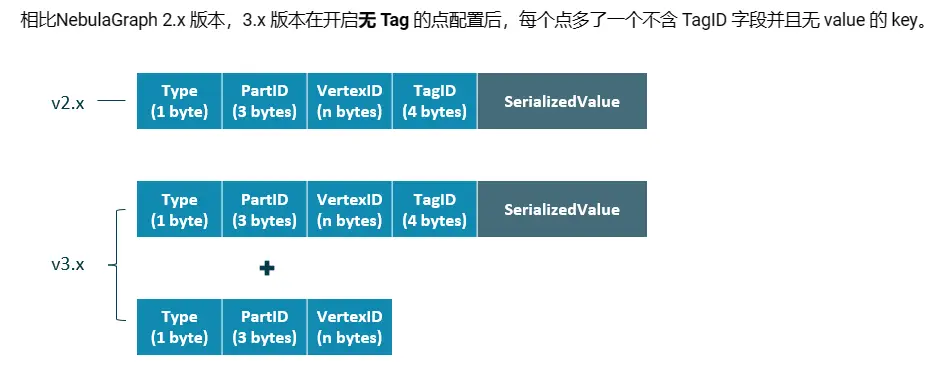 相比NebulaGraph 2.x 版本，3.x 版本在开启无 Tag 的点配置后，每个点多了一个不含 TagID 字段并且无 value 的 key。
v2.x
Type PartID VertexID TagID SerializedValue
(1 byte) (3 bytes) (n bytes) (4 bytes)
Type PartID VertexID TagID SerializedValue
(1 byte) (3 bytes) (n bytes) (4 bytes)
v3.x
+
Type PartID VertexID
(1 byte) (3 bytes) (n bytes)